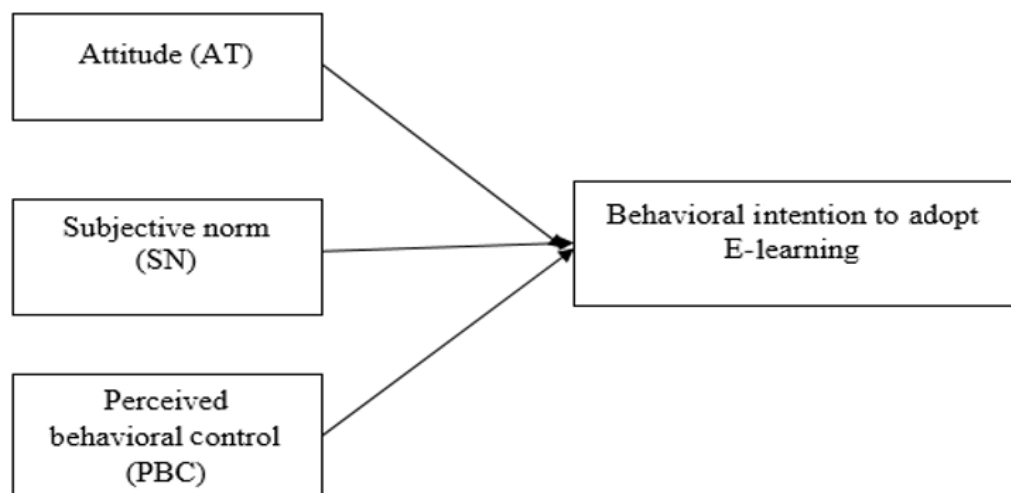 Attitude (AT)
Subjective norm
(SN)
Behavioral intention to adopt
E-learning
Perceived
behavioral control
(PBC)